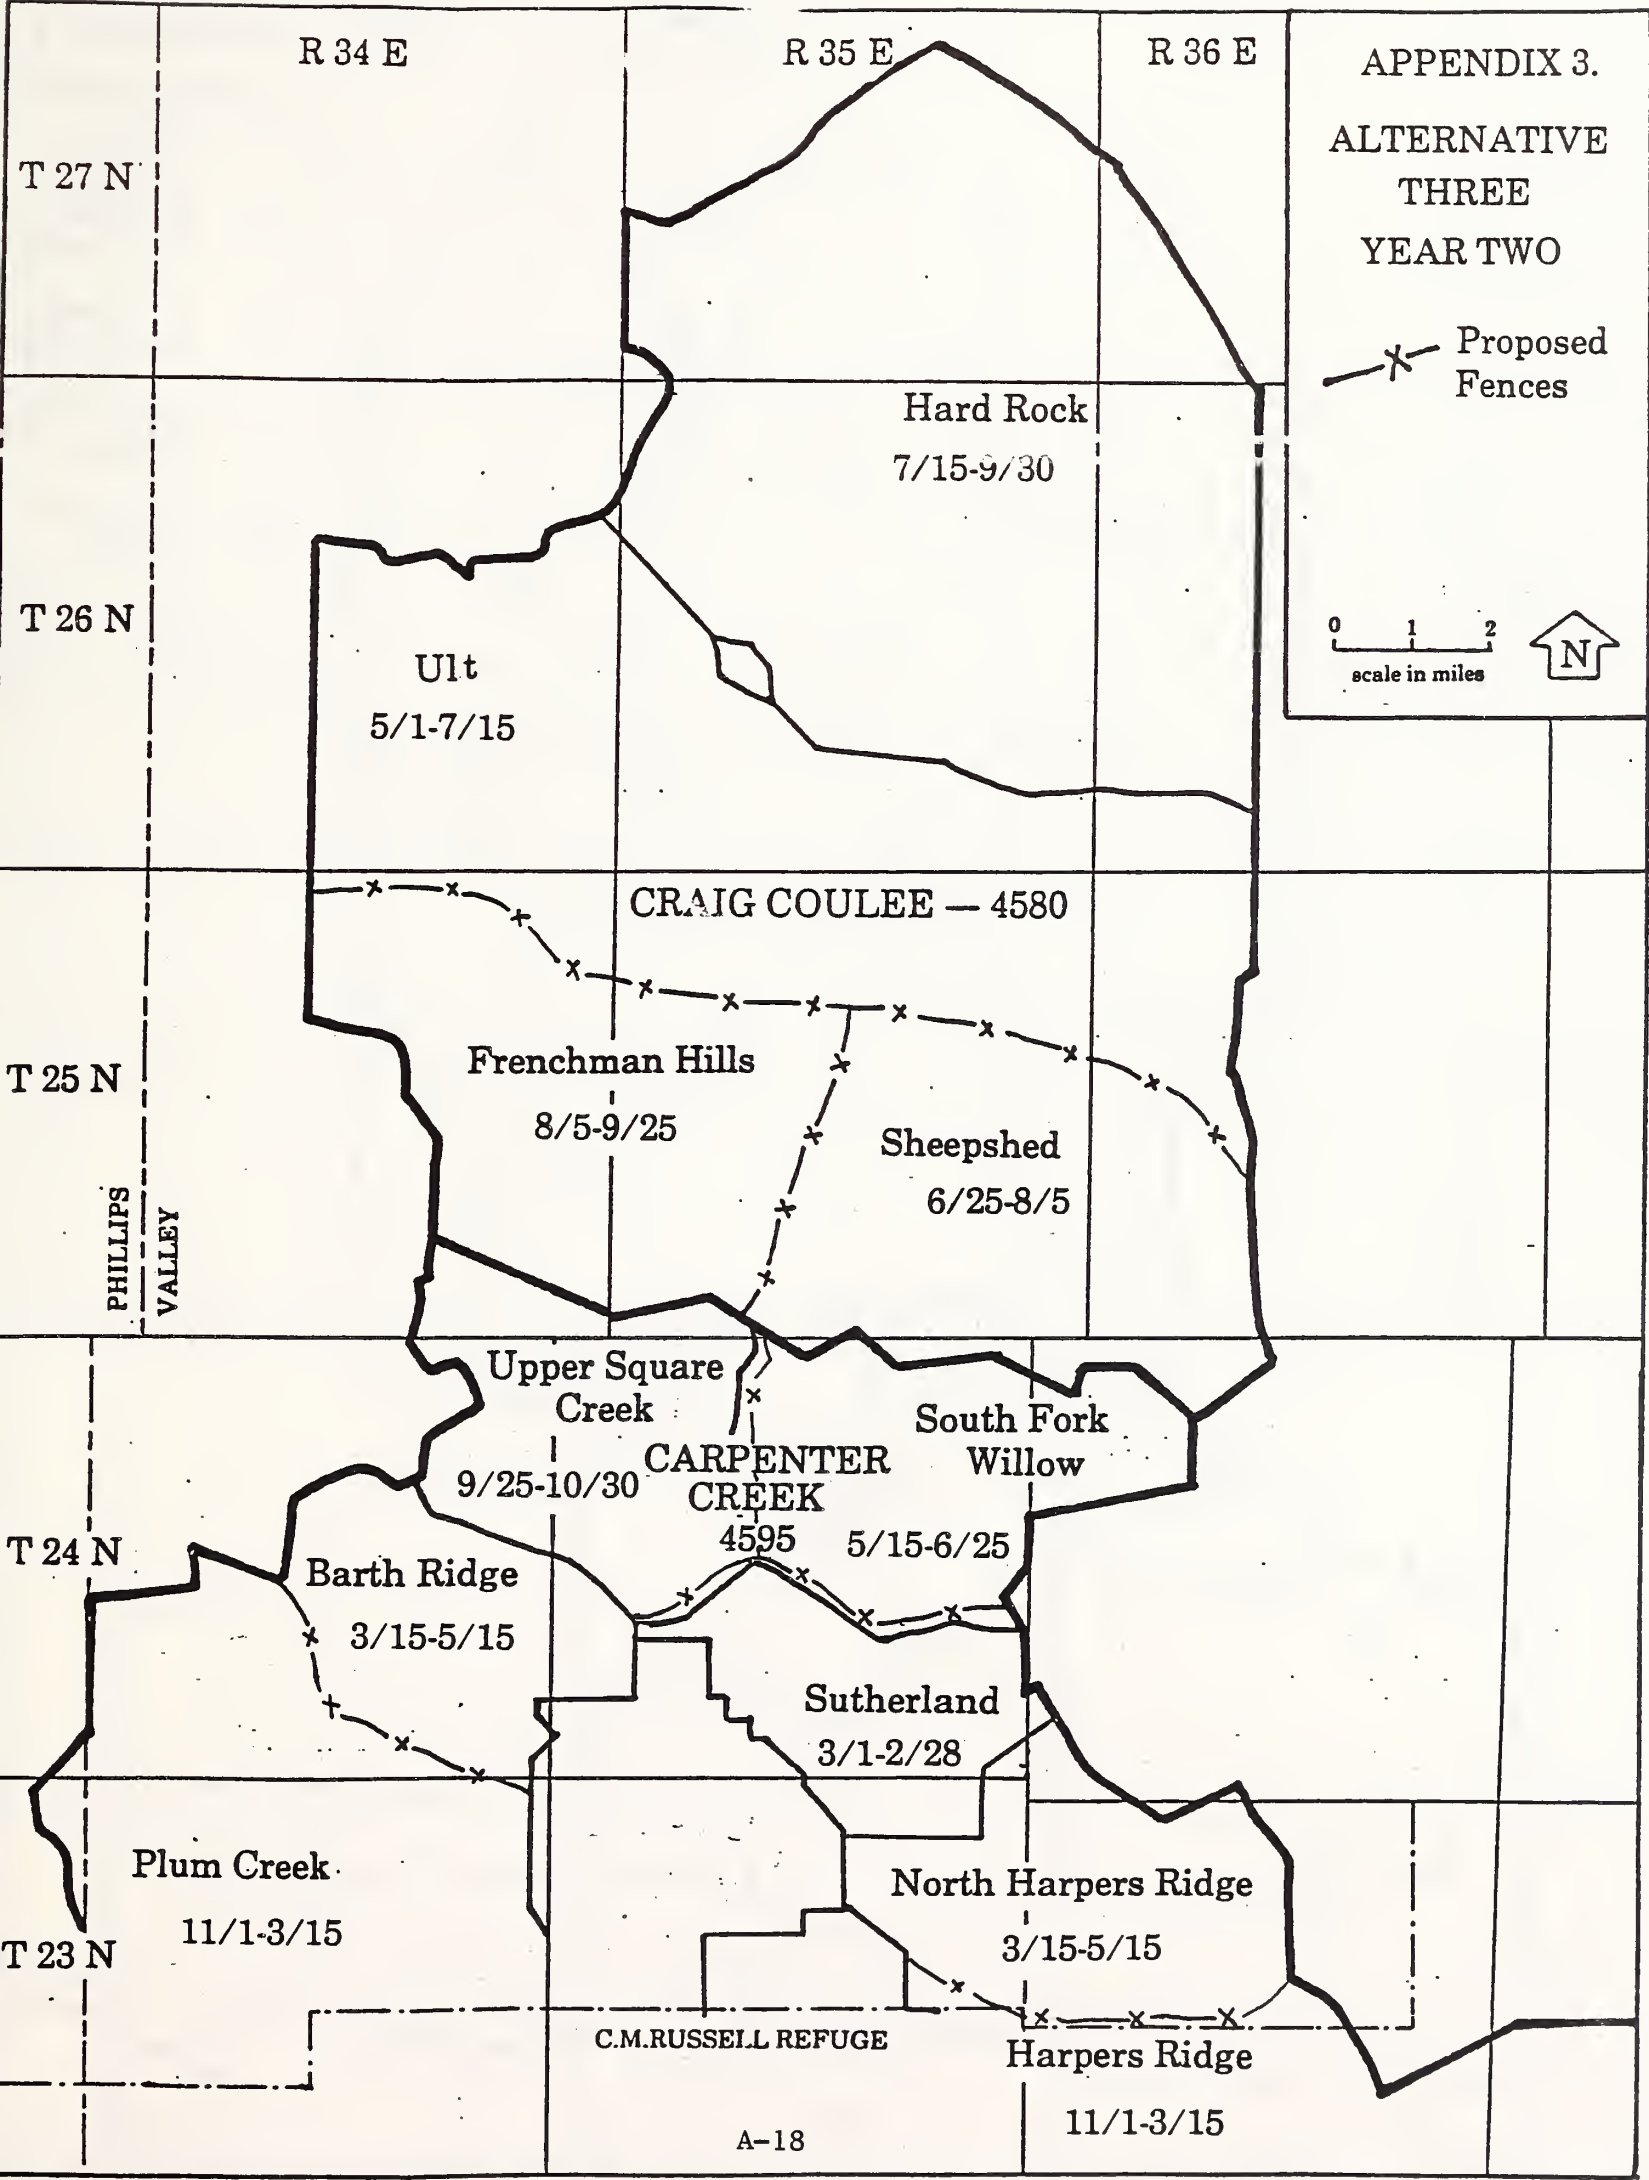 R 34 E
R 35 E
R 36 E
APPENDIX 3.
ALTERNATIVE
THREE
YEAR TWO
Proposed
Fences
0 1 2
scale in miles
N
T 27 N
Hard Rock
7/15-9/30
T 26 N
Ult
5/1-7/15
CRAIG COULEE — 4580
T 25 N
Frenchman Hills
8/5-9/25
Sheepshed
6/25-8/5
PHILLIPS
VALLEY
Upper Square
Creek
9/25-10/30
South Fork
Willow
CARPENTER
CREEK
4595
5/15-6/25
T 24 N
Barth Ridge
3/15-5/15
Sutherland
3/1-2/28
Plum Creek
11/1-3/15
North Harpers Ridge
3/15-5/15
T 23 N
C.M.RUSSELL REFUGE
Harpers Ridge
11/1-3/15
A-18